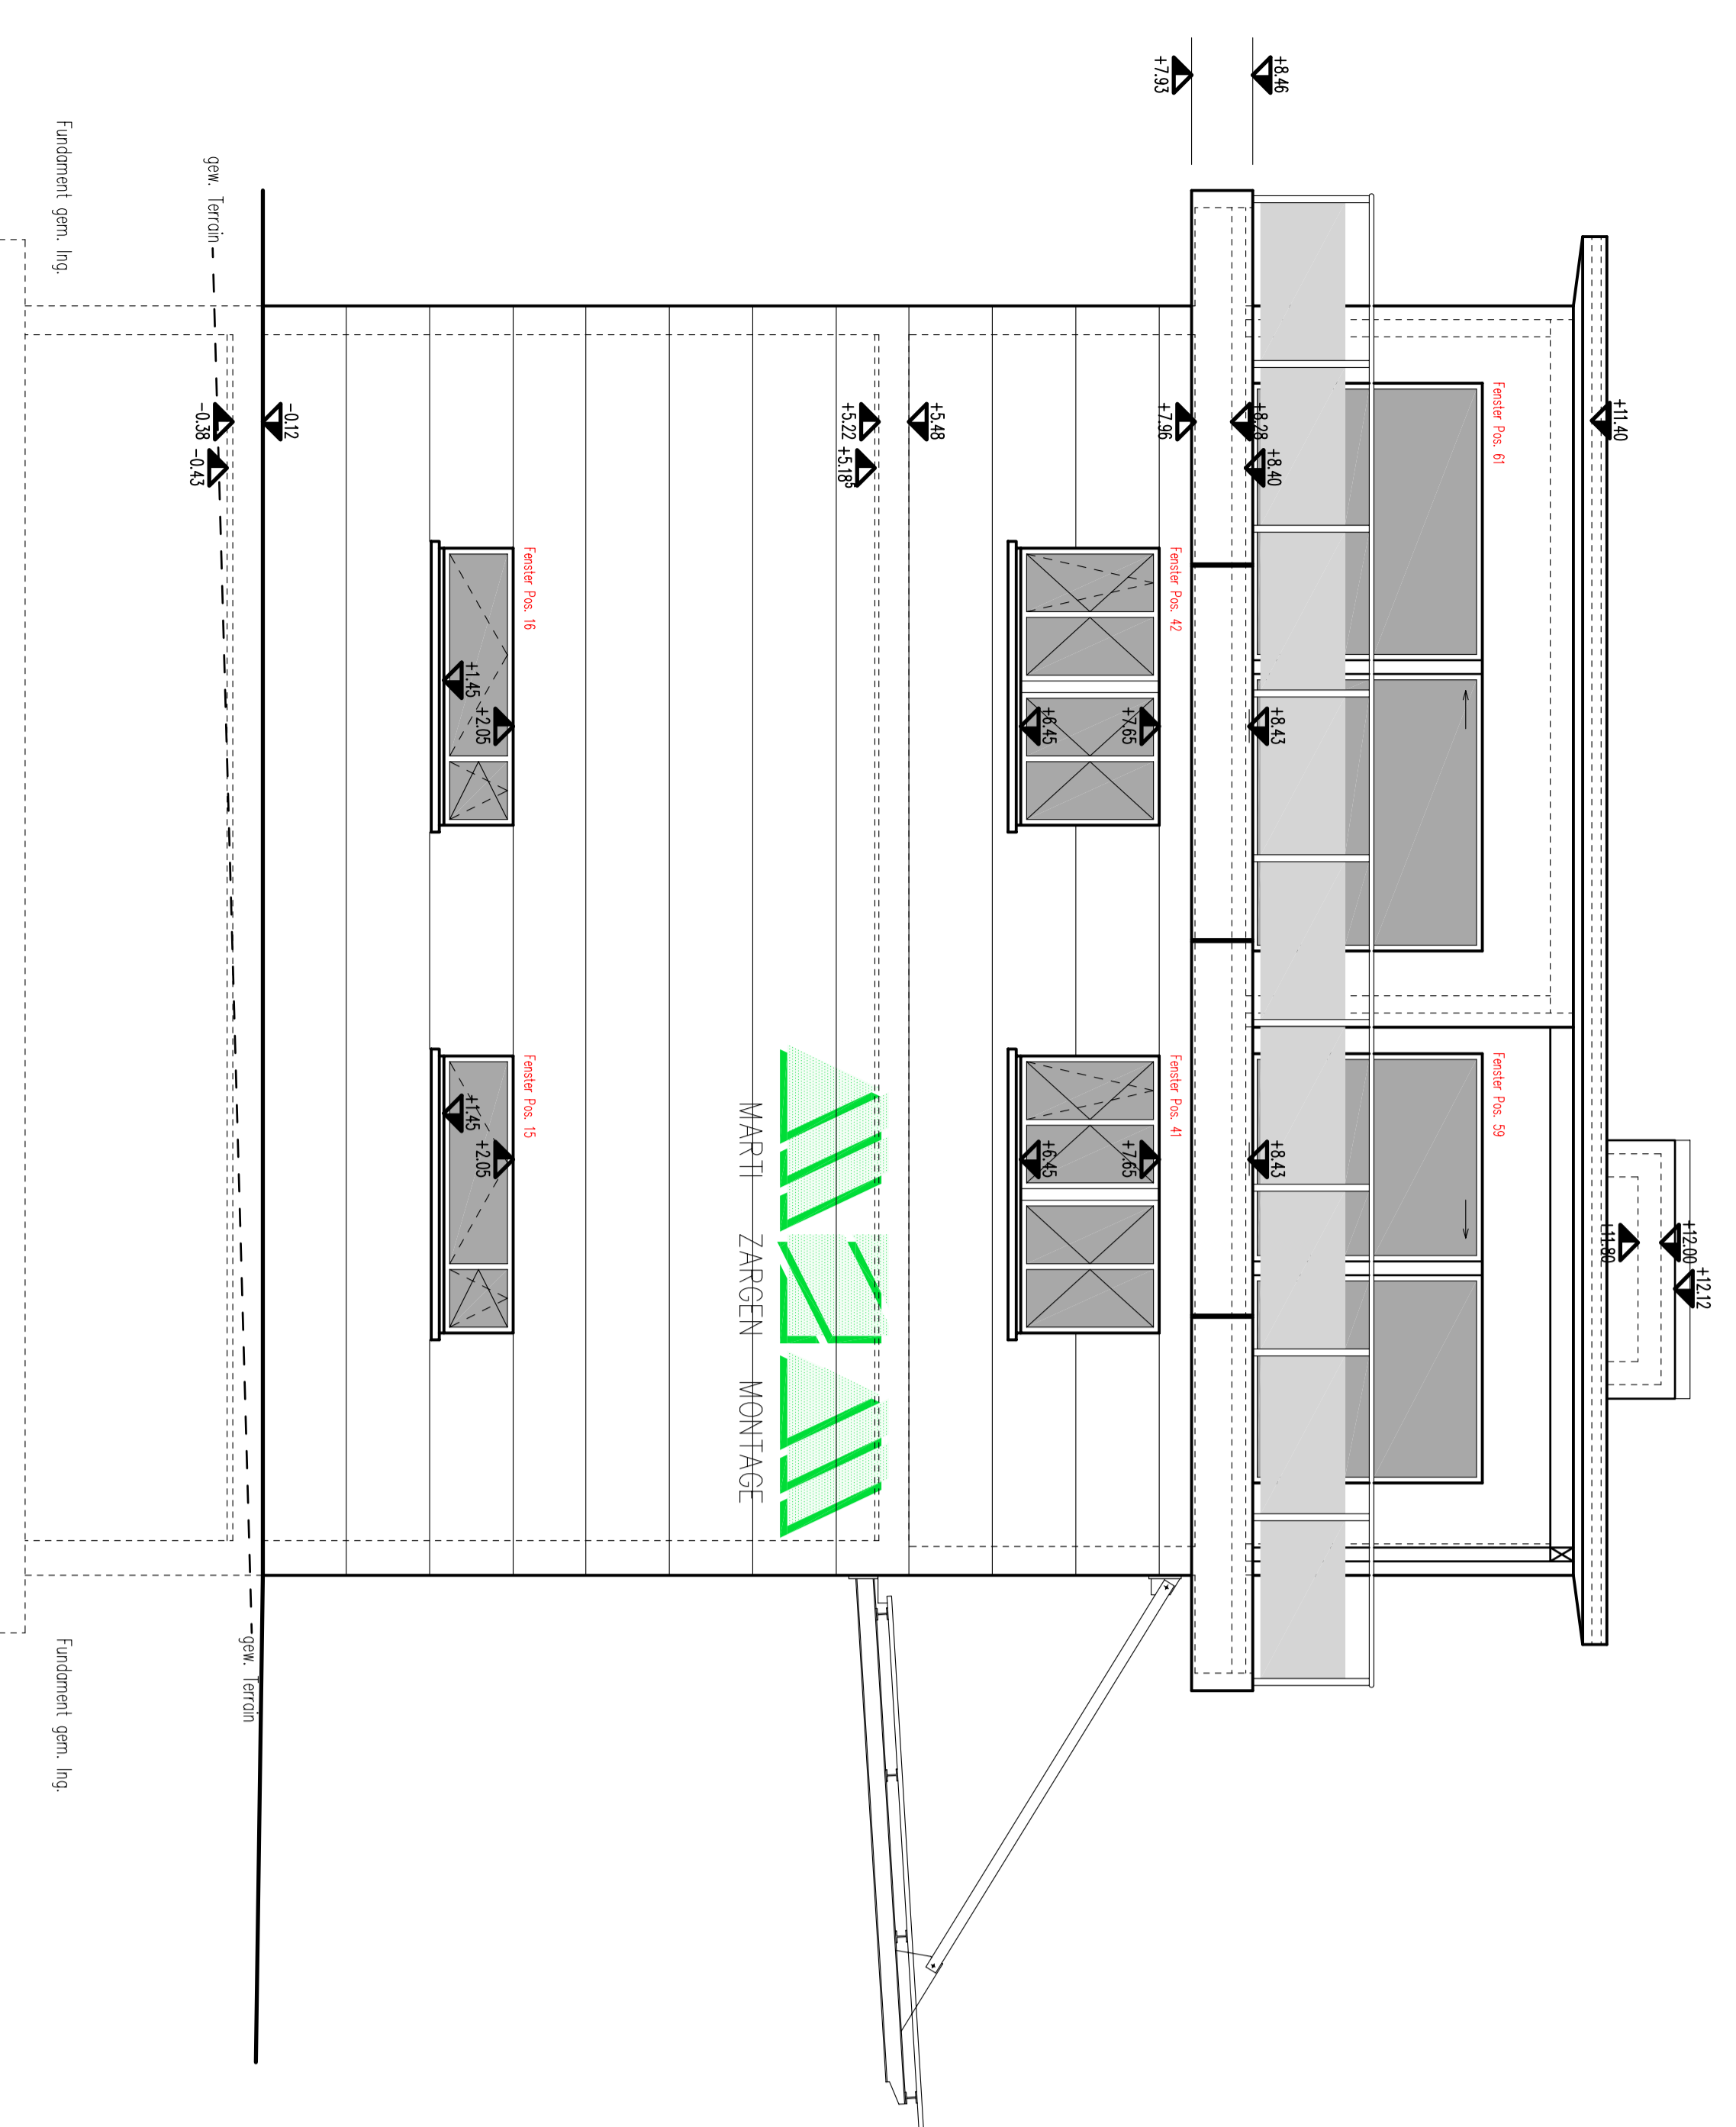 +12.12
+12.00
L11.80
+11.40
Fenster Pos. 61
Fenster Pos. 59
+8.46
+7.93
+8.28
+8.40
+7.96
+8.43
+8.43
Fenster Pos. 42
Fenster Pos. 41
+7.65
+6.45
+7.65
+6.45
+5.48
+5.22
+5.18⁵
MARTI ZARGEN MONTAGE
Fenster Pos. 16
Fenster Pos. 15
+2.05
+1.45
+2.05
+1.45
-0.12
-0.38
-0.43
gew. Terrain
gew. Terrain
Fundament gem. Ing.
Fundament gem. Ing.